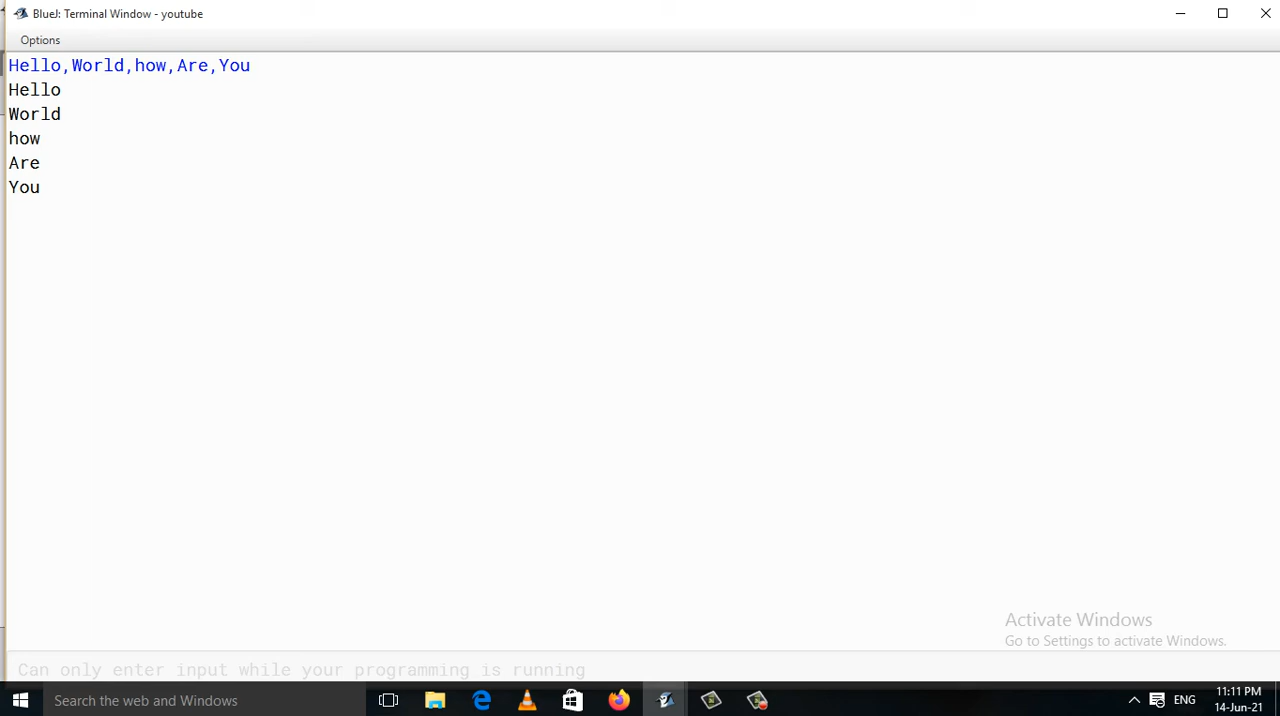 BlueJ: Terminal Window - youtube
Options
Hello,World,how,Are,You
Hello
World
how
Are
You
Activate Windows
Go to Settings to activate Windows.
Can only enter input while your programming is running
Search the web and Windows
ENG
11:11 PM
14-Jun-21